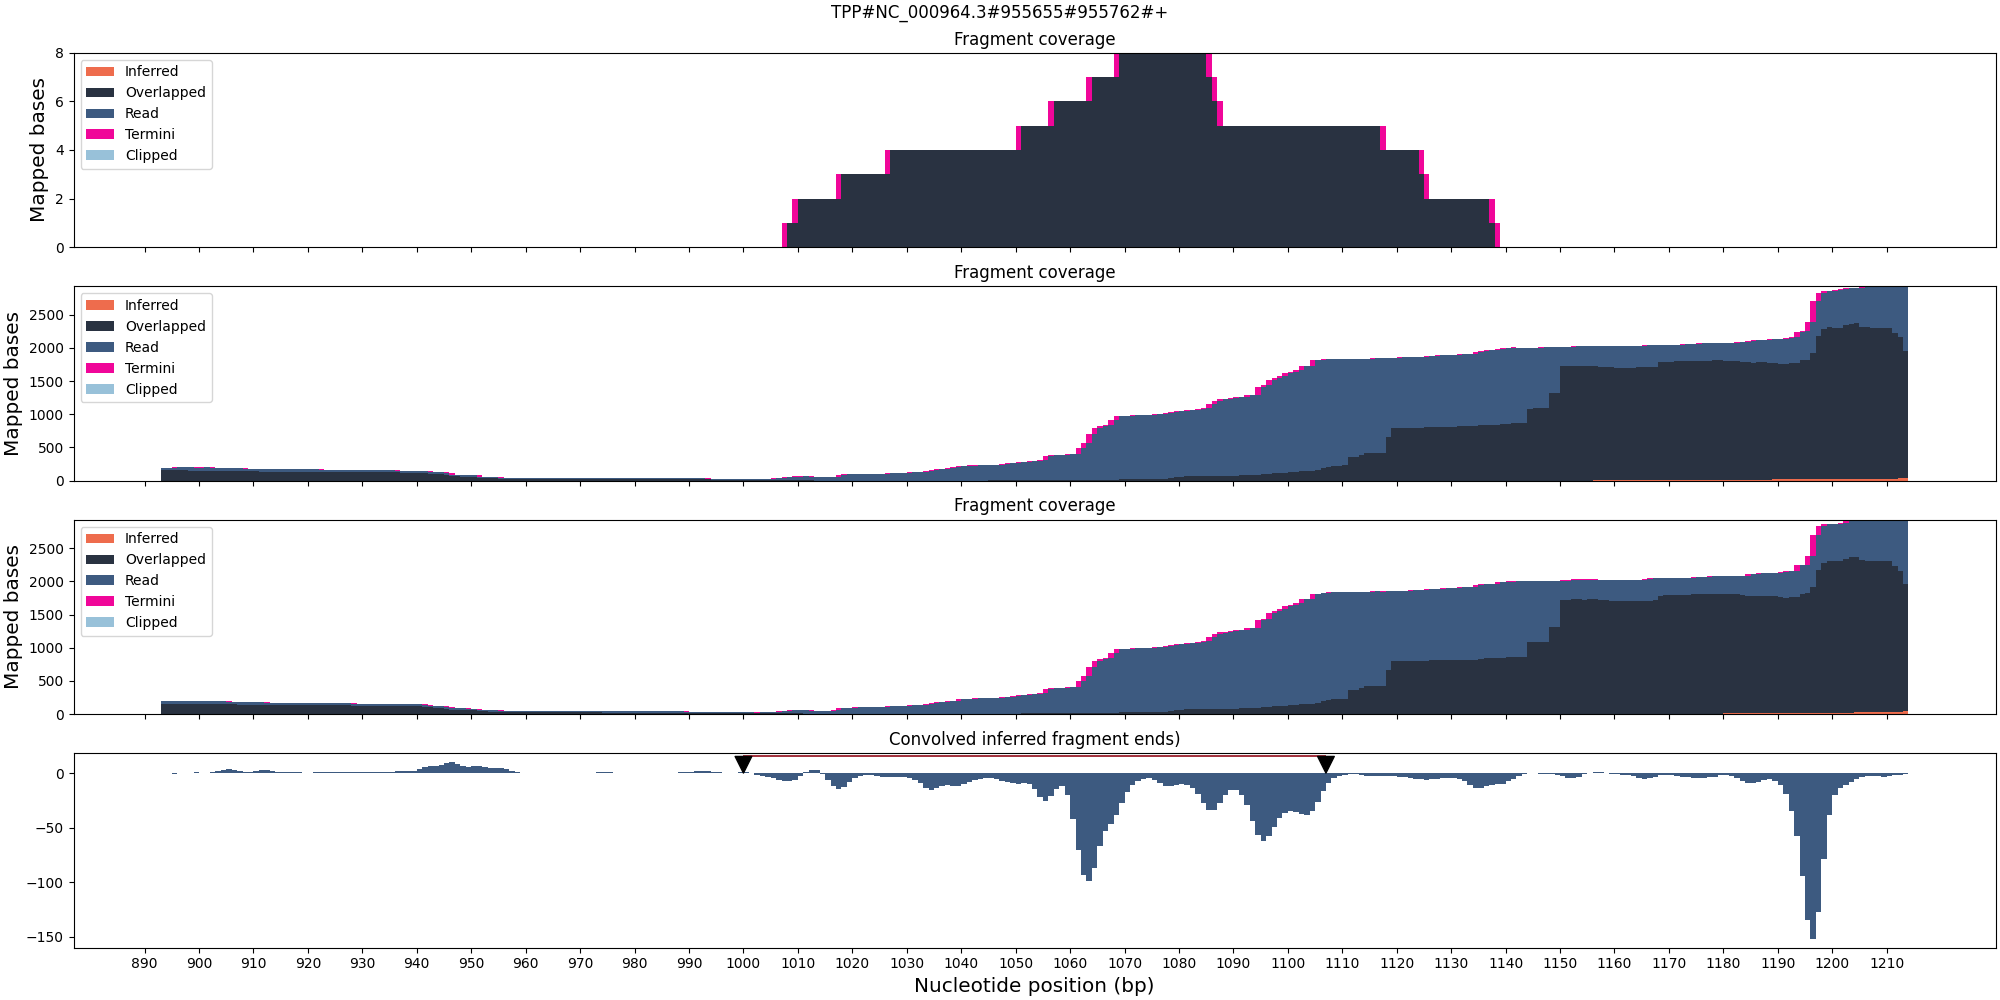 TPP#NC_000964.3#955655#955762#+
Fragment coverage
Mapped bases
8
6
4
2
0
Inferred
Overlapped
Read
Termini
Clipped
Fragment coverage
Mapped bases
2500
2000
1500
1000
500
0
Inferred
Overlapped
Read
Termini
Clipped
Fragment coverage
Mapped bases
2500
2000
1500
1000
500
0
Inferred
Overlapped
Read
Termini
Clipped
Convolved inferred fragment ends)
0
−50
−100
−150
890 900 910 920 930 940 950 960 970 980 990 1000 1010 1020 1030 1040 1050 1060 1070 1080 1090 1100 1110 1120 1130 1140 1150 1160 1170 1180 1190 1200 1210
Nucleotide position (bp)